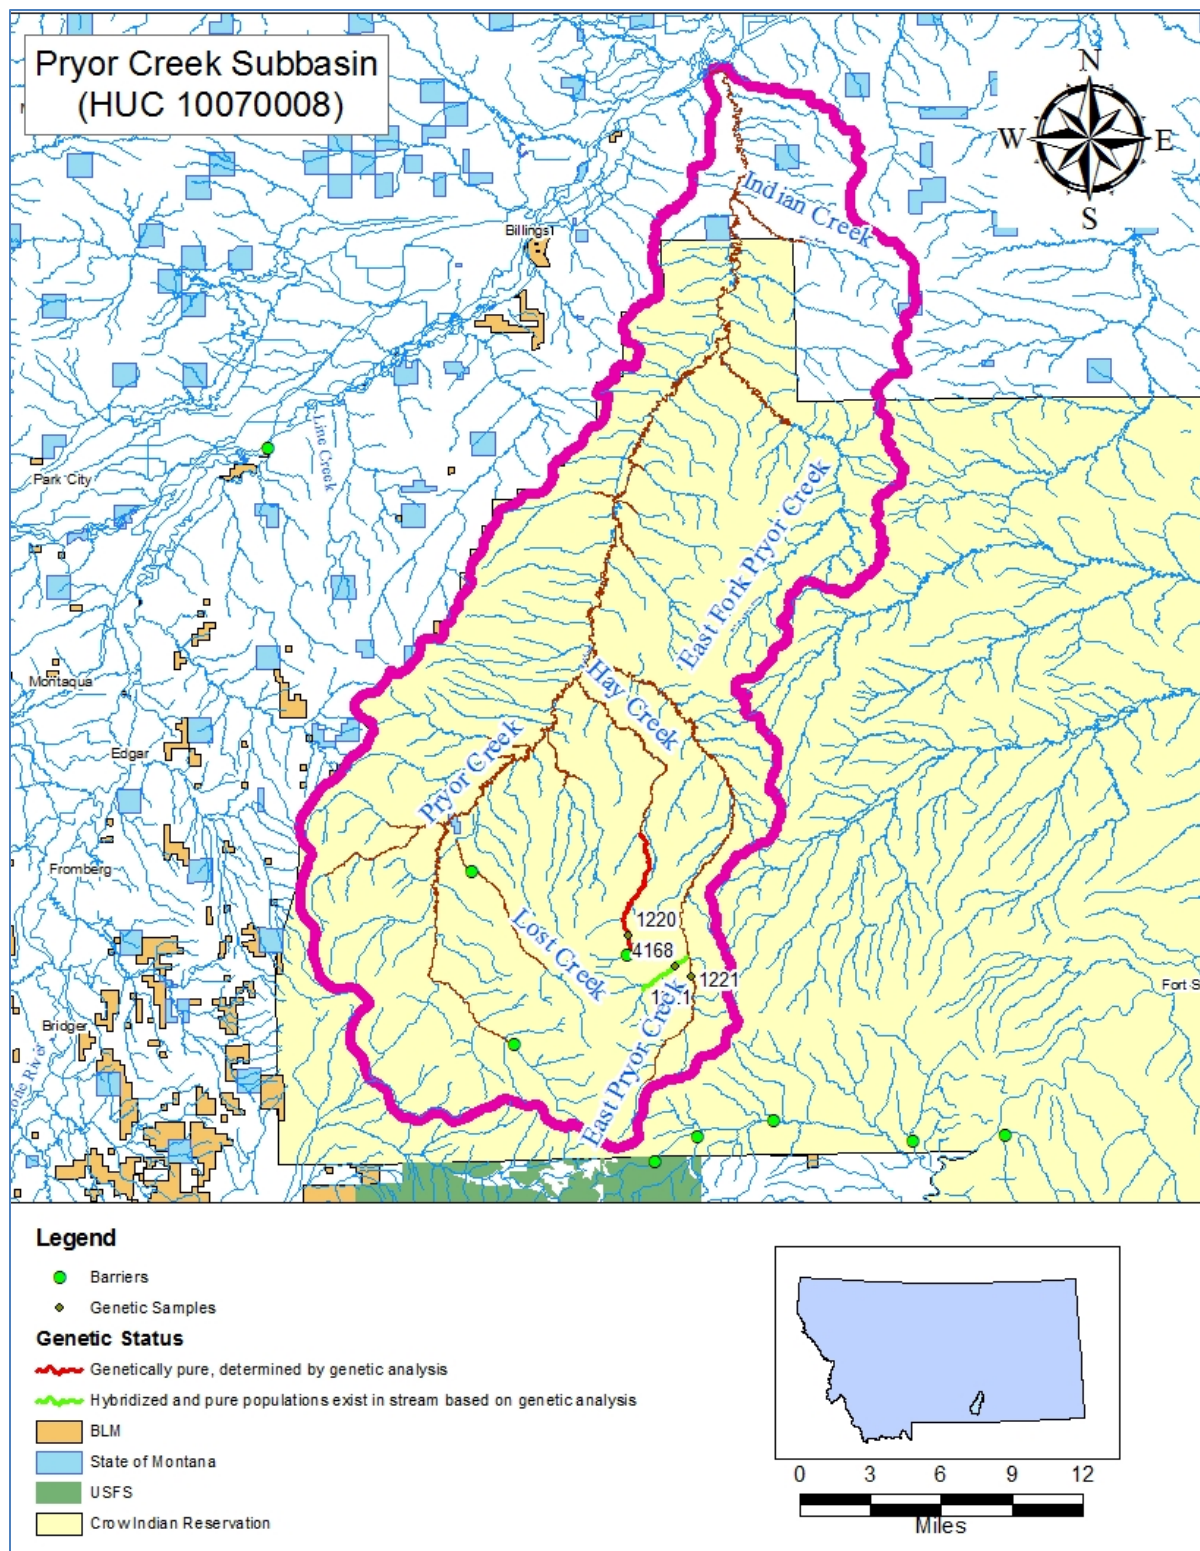 Pryor Creek Subbasin
(HUC 10070008)
N
W
E
S
Indian Creek
Billings
Line Creek
Park City
East Fork Pryor Creek
Montaqua
Hay Creek
Edgar
Pryor Creek
Fromberg
Lost Creek
1220
4168
1221
Fort S
Bridger
East Pryor Creek
River
Legend
Barriers
Genetic Samples
Genetic Status
Genetically pure, determined by genetic analysis
Hybridized and pure populations exist in stream based on genetic analysis
BLM
State of Montana
USFS
Crow Indian Reservation
0 3 6 9 12
Miles